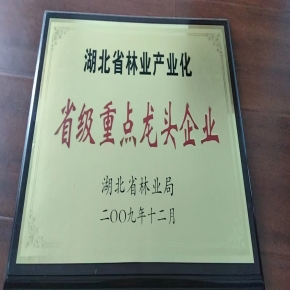 湖北省林业产业化
省级重点龙头企业
湖北省林业局
二〇〇九年十二月